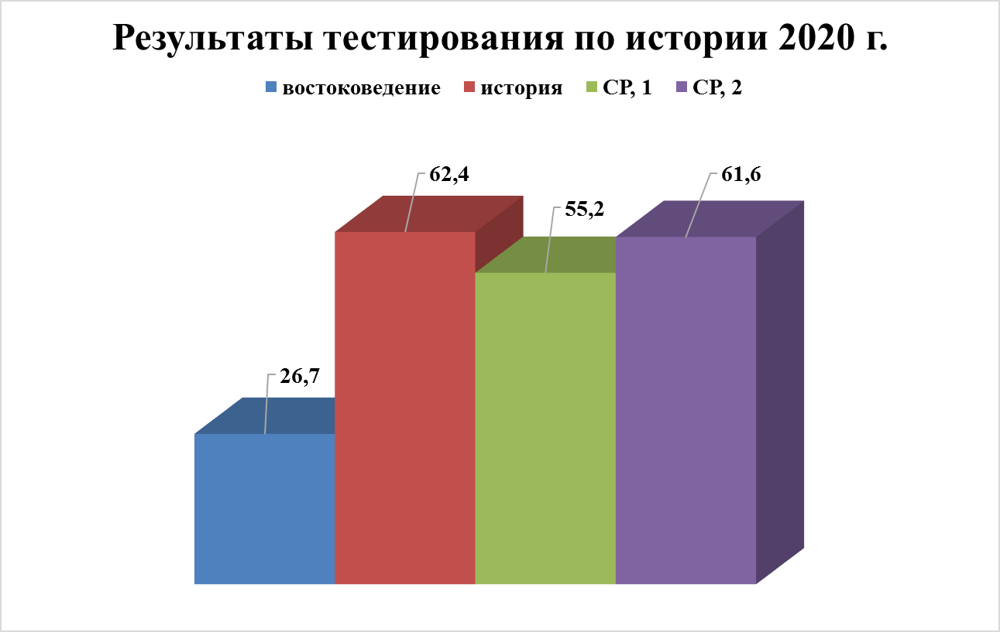 Результаты тестирования по истории 2020 г.
востоковедение история СР, 1 СР, 2
62,4
61,6
55,2
26,7